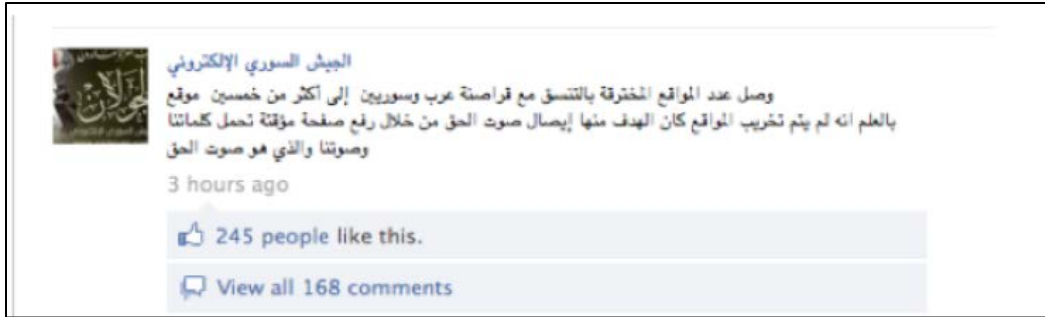 الجيش السوري الإلكتروني
وصل عدد المواقع المخترقة بالتنسق مع قراصنة عرب وسوريين إلى أكثر من خمسين موقع
بالعلم انه لم يتم تخريب المواقع كان الهدف منها إيصال صوت الحق من خلال رفع صفحة مؤقتة تحمل كلماتنا
وصوتنا والذي هو صوت الحق
3 hours ago
245 people like this.
View all 168 comments